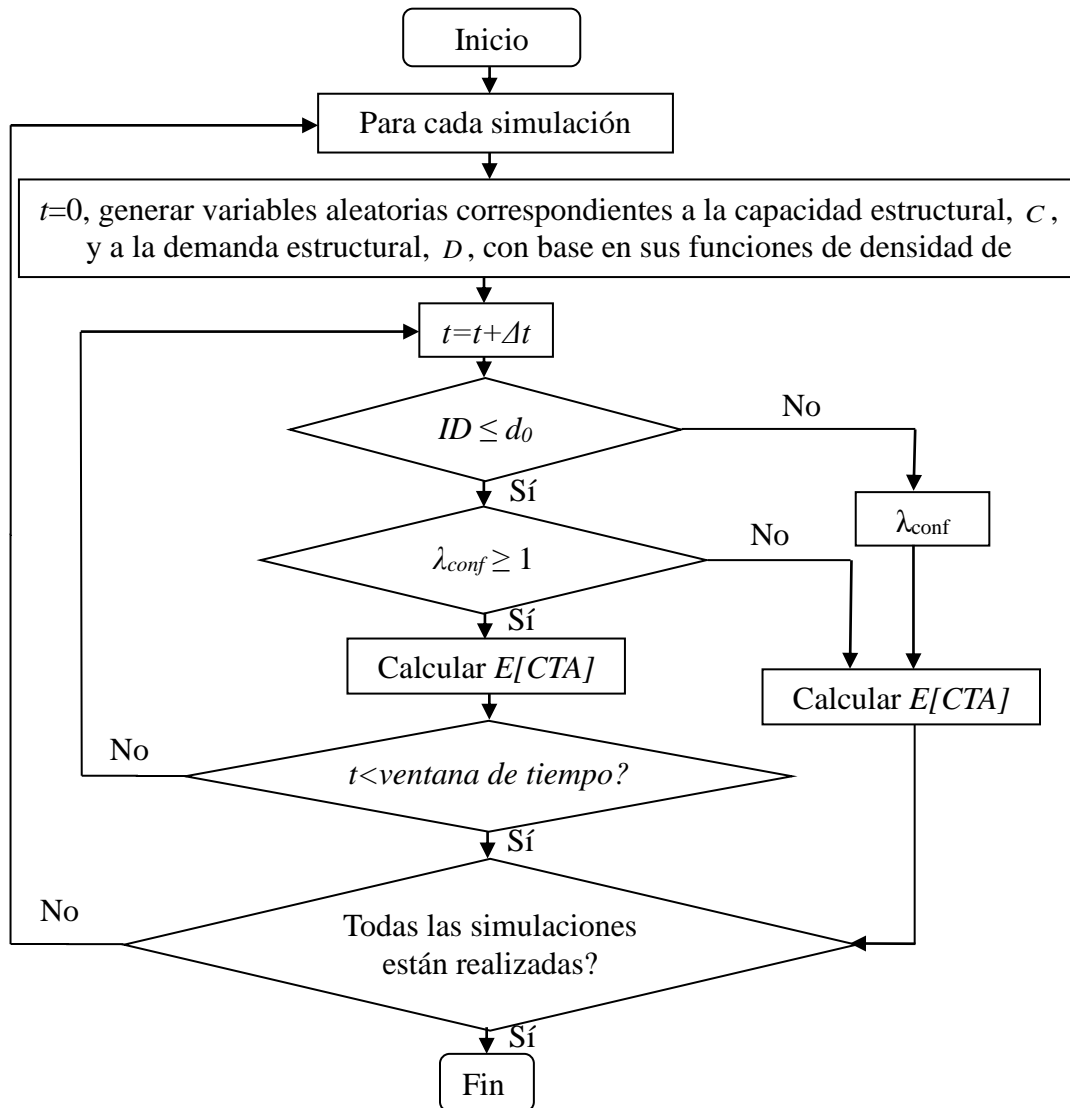 Inicio
Para cada simulación
t=0, generar variables aleatorias correspondientes a la capacidad estructural, C,
y a la demanda estructural, D, con base en sus funciones de densidad de
t=t+Δt
ID ≤ d0
No
Sí
λconf
λconf ≥ 1
No
Sí
Calcular E[CTA]
Calcular E[CTA]
No
t<ventana de tiempo?
Sí
No
Todas las simulaciones
están realizadas?
Sí
Fin